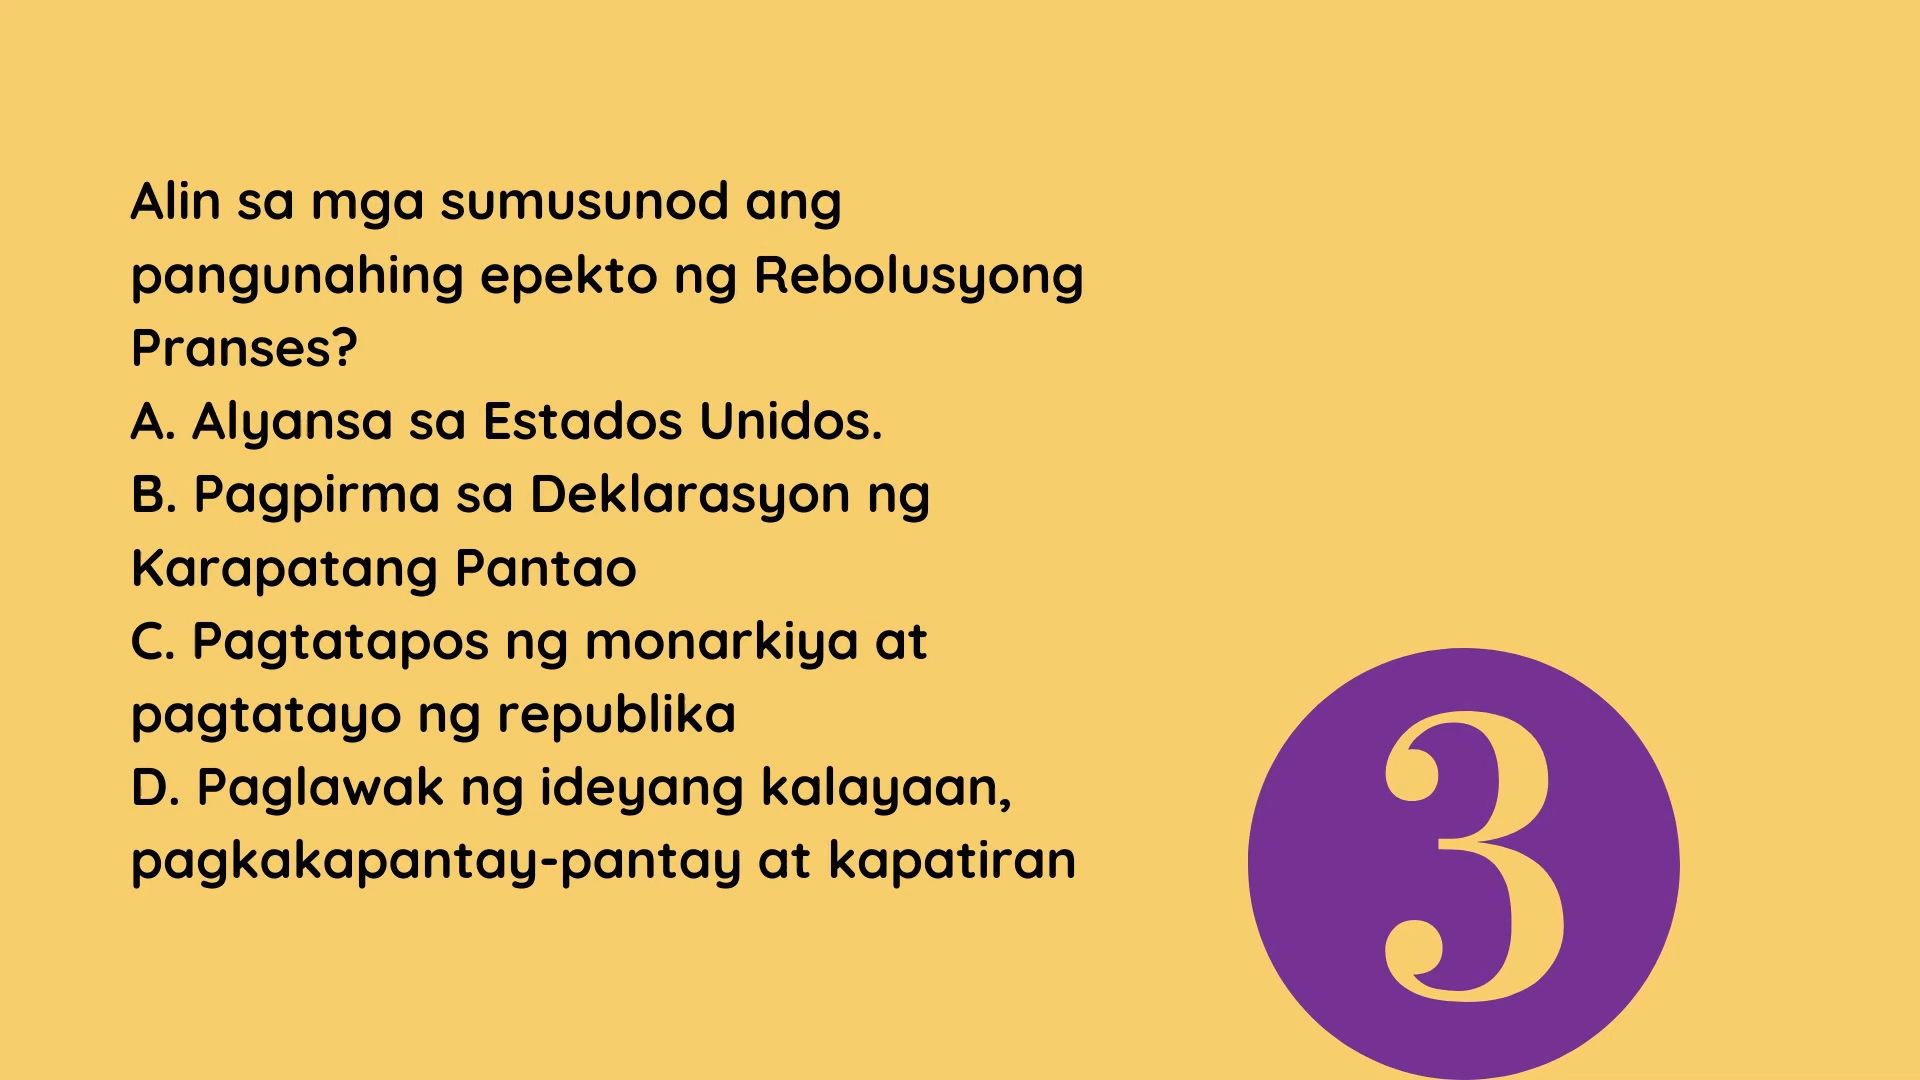 Alin sa mga sumusunod ang
pangunahing epekto ng Rebolusyong
Pranses?
A. Alyansa sa Estados Unidos.
B. Pagpirma sa Deklarasyon ng
Karapatang Pantao
C. Pagtatapos ng monarkiya at
pagtatayo ng republika
D. Paglawak ng ideyang kalayaan,
pagkakapantay-pantay at kapatiran
3